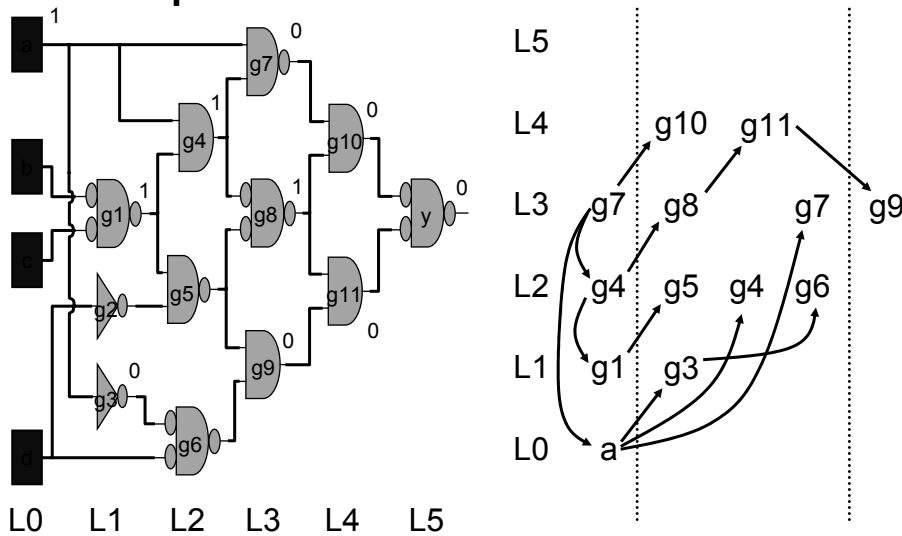 a
1
b
c
d
g1
1
g2
g3
0
g4
1
g5
g6
g7
0
g8
1
g9
0
g10
0
g11
0
y
0
L0 L1 L2 L3 L4 L5
L5
L4 g10 g11
L3 g7 g8 g7 g9
L2 g4 g5 g4 g6
L1 g1 g3
L0 a